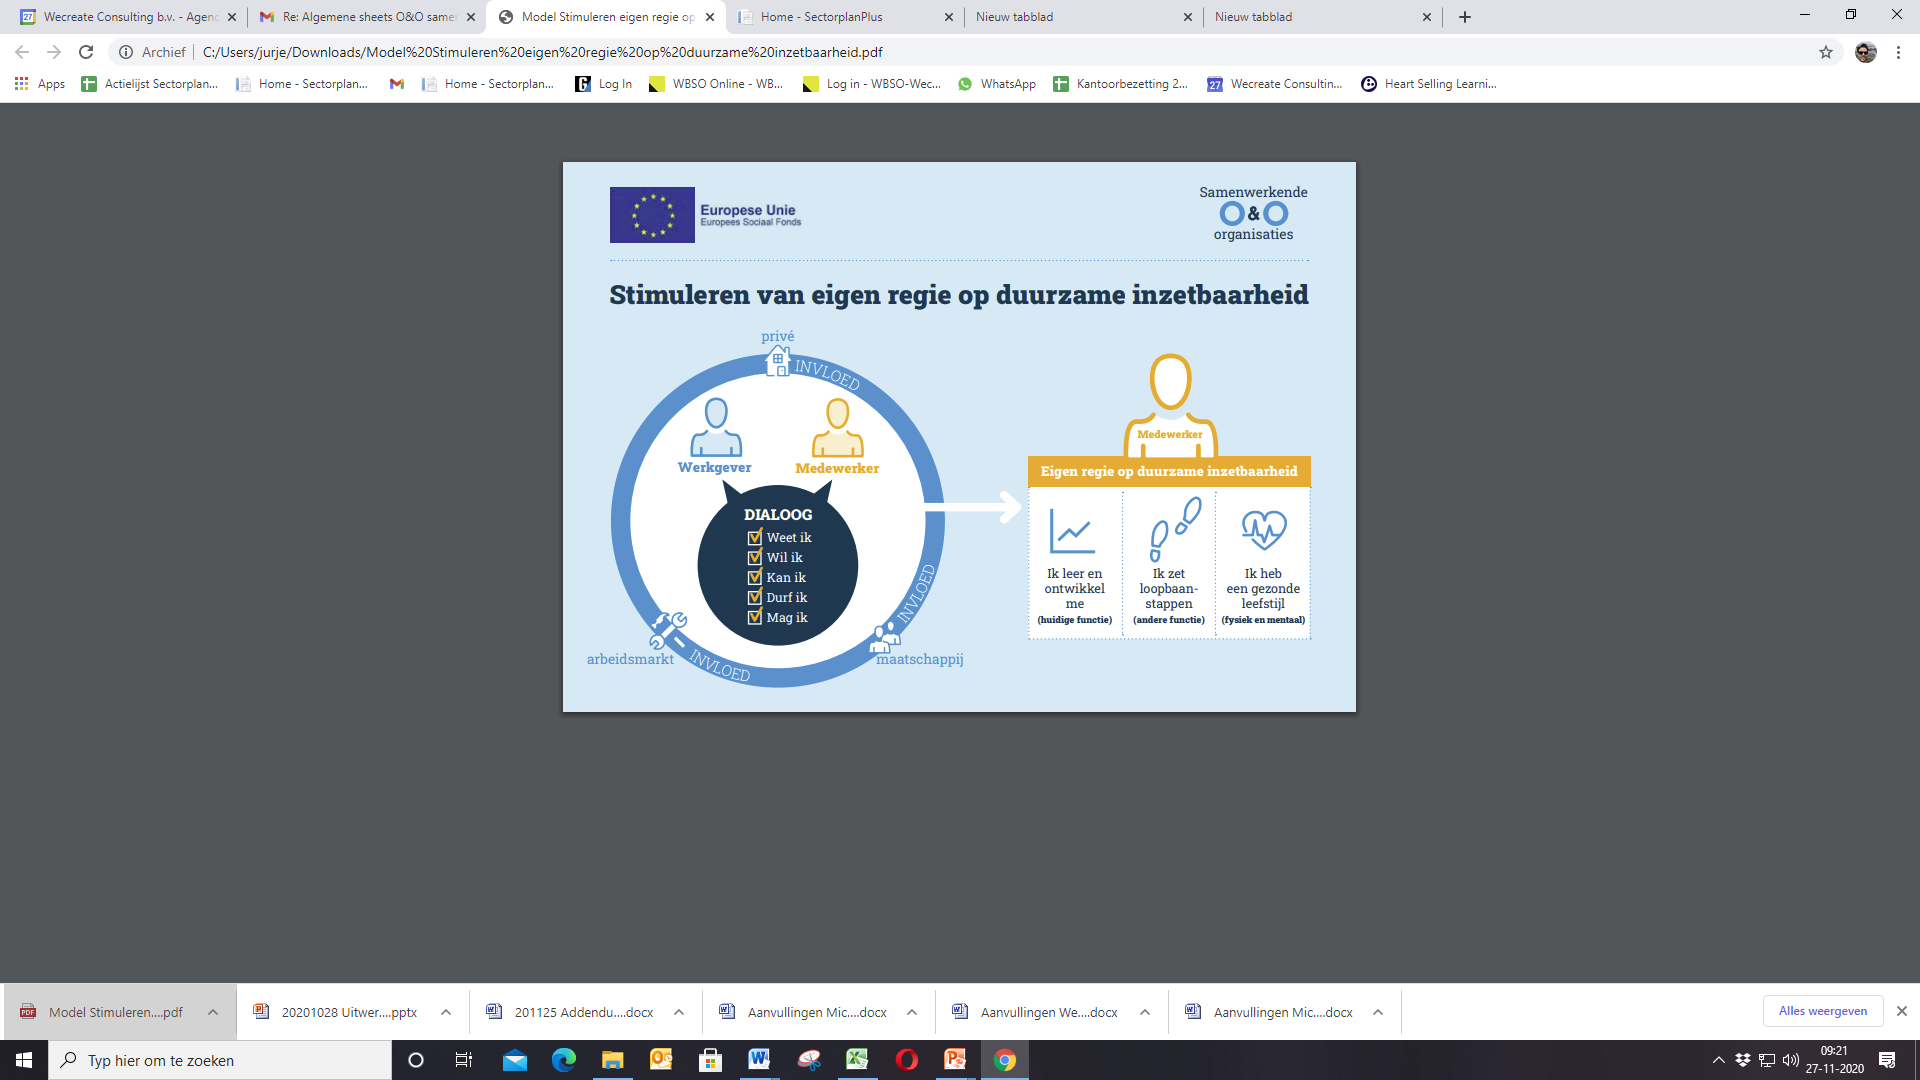 Wecreate Consulting b.v. - Agen
Re: Algemene sheets O&O samen
Model Stimuleren eigen regie op
Home - SectorplanPlus
Nieuw tabblad
Nieuw tabblad
Archief
C:/Users/jurje/Downloads/Model%20Stimuleren%20eigen%20regie%20op%20duurzame%20inzetbaarheid.pdf
Apps
Actielijst Sectorplan...
Home - Sectorplan...
Home - Sectorplan...
Log In
WBSO Online - WB...
Log in - WBSO-Wec...
WhatsApp
Kantoorbezetting 2...
27
Wecreate Consultin...
Heart Selling Learni...
Europese Unie
Europees Sociaal Fonds
Samenwerkende
O & O
organisaties
Stimuleren van eigen regie op duurzame inzetbaarheid
privé
INVLOED
Werkgever
Medewerker
DIALOOG
Weet ik
Wil ik
Kan ik
Durf ik
Mag ik
INVLOED
arbeidsmarkt
INVLOED
maatschappij
Medewerker
Eigen regie op duurzame inzetbaarheid
Ik leer en
ontwikkel
me
(huidige functie)
Ik zet
loopbaan-
stappen
(andere functie)
Ik heb
een gezonde
leefstijl
(fysiek en mentaal)
Model Stimuleren....pdf
20201028 Uitwer....pptx
201125 Addendu....docx
Aanvullingen Mic....docx
Aanvullingen We....docx
Aanvullingen Mic....docx
Alles weergeven
Typ hier om te zoeken
09:21
27-11-2020